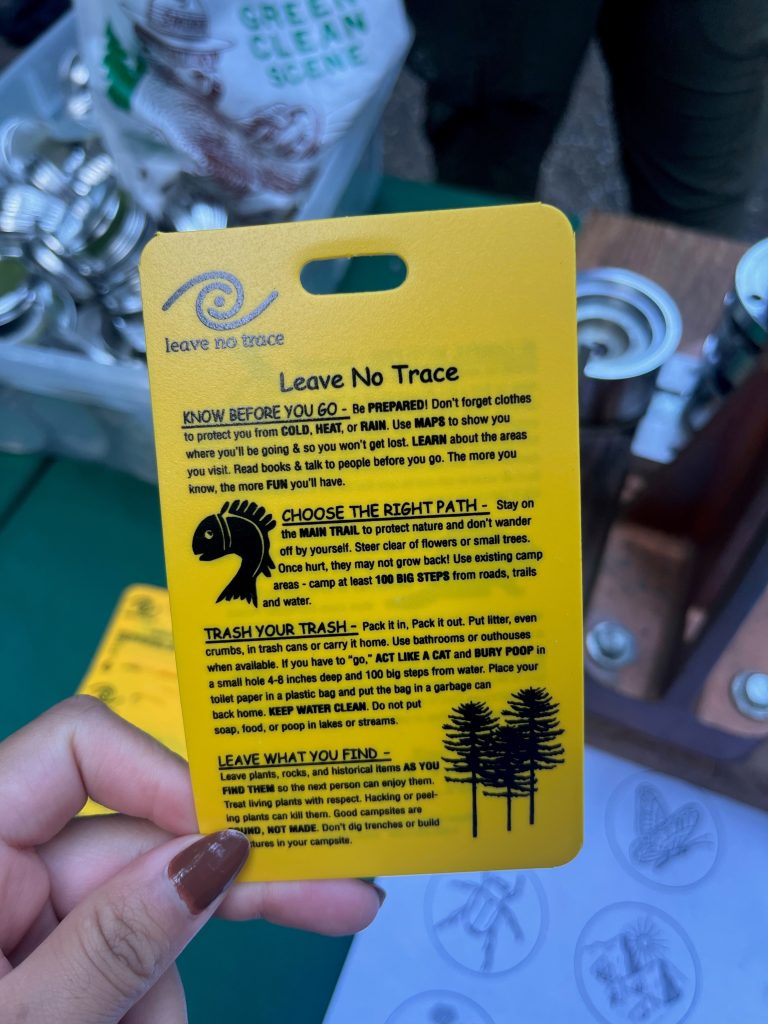 GREEN
CLEAN
SCENE
leave no trace
Leave No Trace
KNOW BEFORE YOU GO - Be PREPARED! Don't forget clothes
to protect you from COLD, HEAT, or RAIN. Use MAPS to show you
where you'll be going & so you won't get lost. LEARN about the areas
you visit. Read books & talk to people before you go. The more you
know, the more FUN you'll have.
CHOOSE THE RIGHT PATH - Stay on
the MAIN TRAIL to protect nature and don't wander
off by yourself. Steer clear of flowers or small trees.
Once hurt, they may not grow back! Use existing camp
areas - camp at least 100 BIG STEPS from roads, trails
and water.
TRASH YOUR TRASH - Pack it in, Pack it out. Put litter, even
crumbs, in trash cans or carry it home. Use bathrooms or outhouses
when available. If you have to "go," ACT LIKE A CAT and BURY POOP in
a small hole 4-8 inches deep and 100 big steps from water. Place your
toilet paper in a plastic bag and put the bag in a garbage can
back home. KEEP WATER CLEAN. Do not put
soap, food, or poop in lakes or streams.
LEAVE WHAT YOU FIND -
Leave plants, rocks, and historical items AS YOU
FIND THEM so the next person can enjoy them.
Treat living plants with respect. Hacking or peel-
ing plants can kill them. Good campsites are
OUND, NOT MADE. Don't dig trenches or build
tures in your campsite.